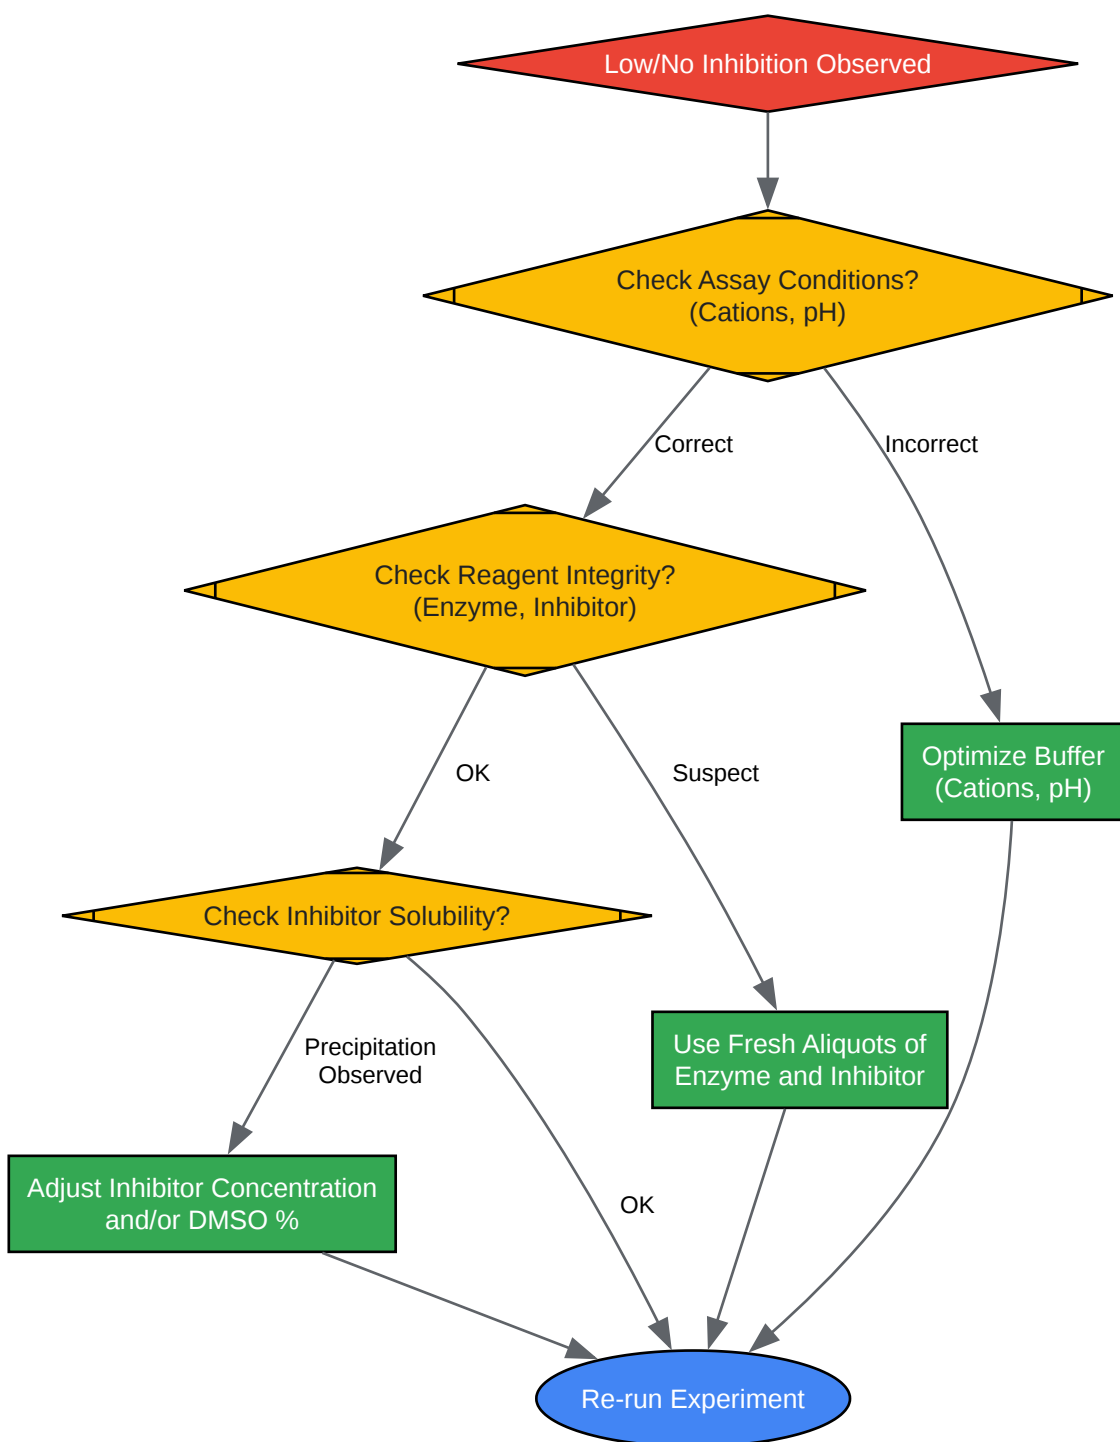 Low/No Inhibition Observed
Check Assay Conditions?
(Cations, pH)
Correct
Incorrect
Check Reagent Integrity?
(Enzyme, Inhibitor)
Optimize Buffer
(Cations, pH)
OK
Suspect
Check Inhibitor Solubility?
Use Fresh Aliquots of
Enzyme and Inhibitor
Precipitation
Observed
Adjust Inhibitor Concentration
and/or DMSO %
OK
Re-run Experiment